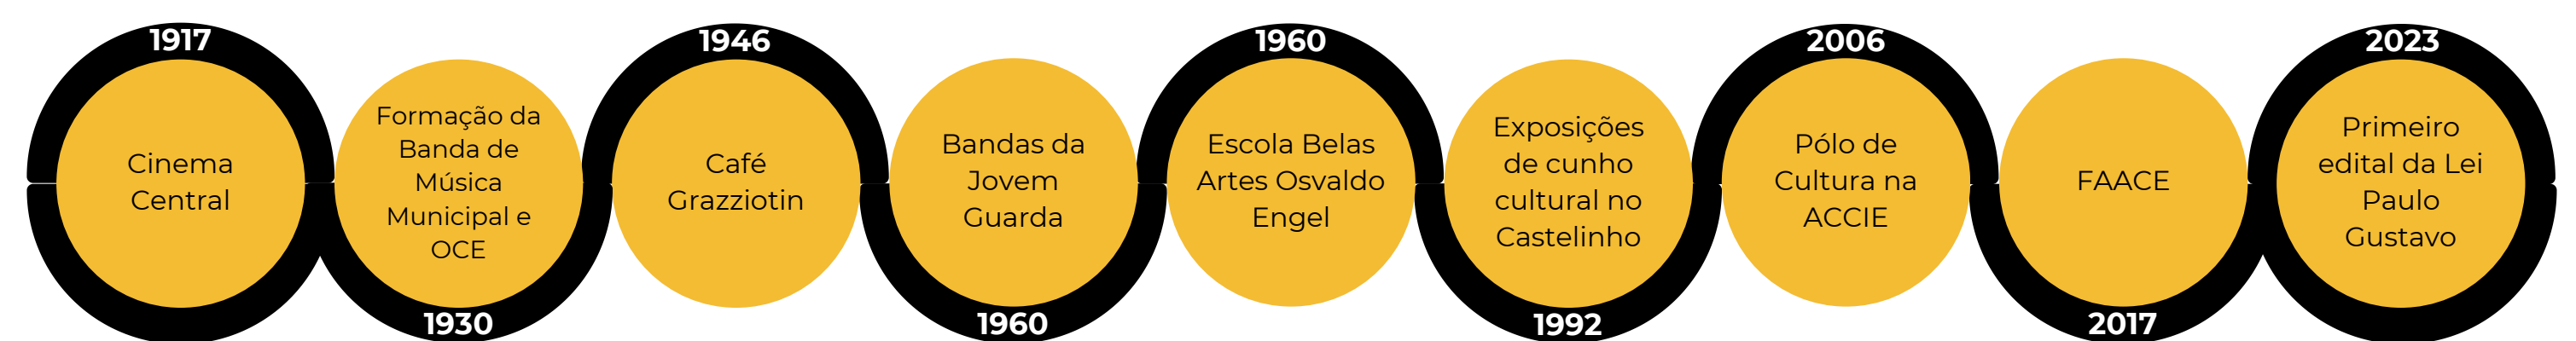 1917
Cinema
Central
Formação da
Banda de
Música
Municipal e
OCE
1930
1946
Café
Grazziotin
Bandas da
Jovem
Guarda
1960
1960
Escola Belas
Artes Osvaldo
Engel
Exposições
de cunho
cultural no
Castelinho
1992
2006
Pólo de
Cultura na
ACCIE
FAACE
2017
2023
Primeiro
edital da Lei
Paulo
Gustavo